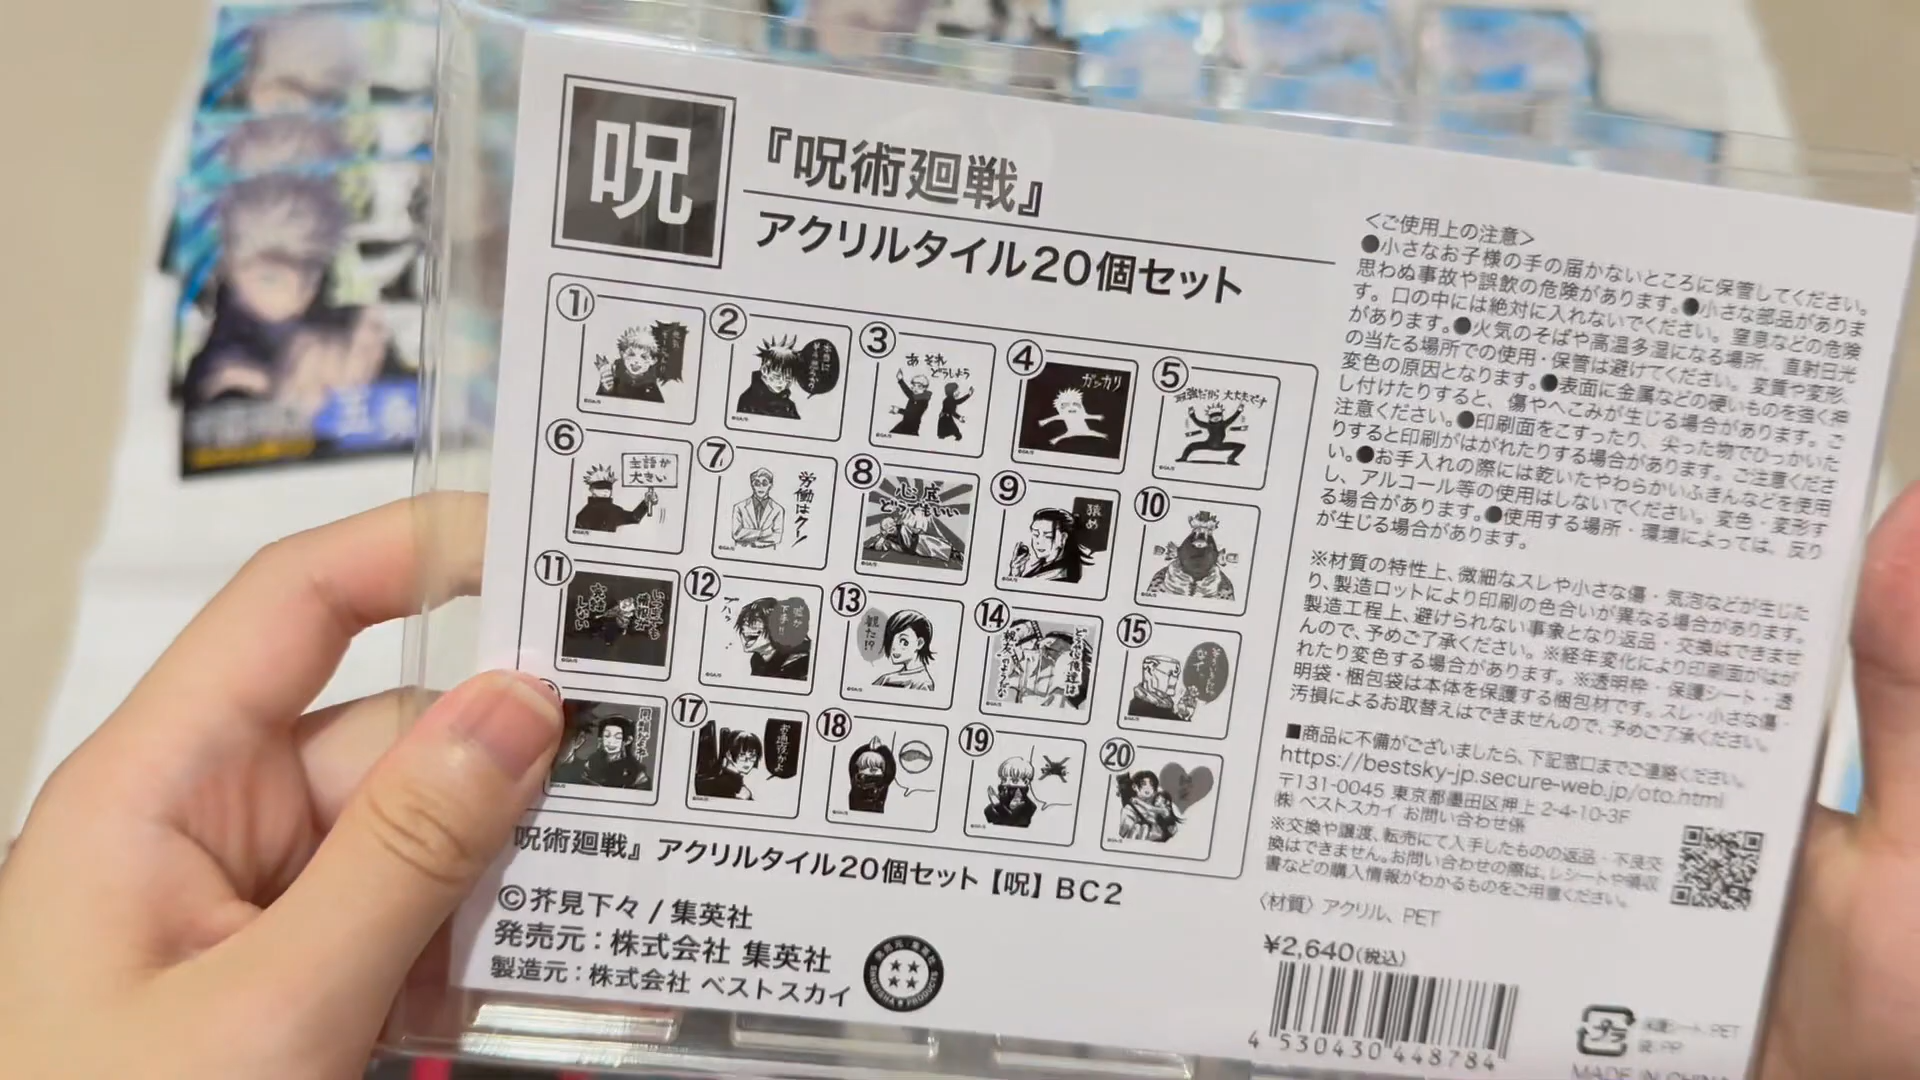 呪
『呪術廻戦』
アクリルタイル20個セット
①
②
③
あ それ
どうしよう
④
ガッカリ
⑤
最強だから 大丈夫です
⑥
主語が
大きい
⑦
労働はクソ!
⑧
心底
どうでもいい
⑨
猿め
⑩
⑪
⑫
⑬
観た!?
⑭
⑮
⑰
⑱
⑲
⑳
呪術廻戦』 アクリルタイル20個セット【呪】BC2
©芥見下々/集英社
発売元:株式会社 集英社
製造元:株式会社 ベストスカイ
SHUEISHA PRODUCTS
<ご使用上の注意>
●小さなお子様の手の届かないところに保管してください。
思わぬ事故や誤飲の危険があります。●小さな部品がありま
す。口の中には絶対に入れないでください。窒息などの危険
があります。●火気のそばや高温多湿になる場所、直射日光
の当たる場所での使用・保管は避けてください。変質や変形、
変色の原因となります。●表面に金属などの硬いものを強く押
し付けたりすると、傷やへこみが生じる場合があります。ご
注意ください。●印刷面をこすったり、尖った物でひっかいた
りすると印刷がはがれたりする場合があります。ご注意くださ
い。●お手入れの際には乾いたやわらかいふきんなどを使用
し、アルコール等の使用はしないでください。変色・変形す
る場合があります。●使用する場所・環境によっては、反り
が生じる場合があります。
※材質の特性上、微細なスレや小さな傷・気泡などが生じた
り、製造ロットにより印刷の色合いが異なる場合があります。
製造工程上、避けられない事象となり返品・交換はできませ
んので、予めご了承ください。※経年変化により印刷面がはが
れたり変色する場合があります。※透明枠・保護シート・透
明袋・梱包袋は本体を保護する梱包材です。スレ・小さな傷・
汚損によるお取替えはできませんので、予めご了承ください。
■商品に不備がございましたら、下記窓口までご連絡ください。
https://bestsky-jp.secure-web.jp/oto.html
〒131-0045 東京都墨田区押上 2-4-10-3F
㈱ ベストスカイ お問い合わせ係
※交換や譲渡、転売にて入手したものの返品・不良交
換はできません。お問い合わせの際は、レシートや領収
書などの購入情報がわかるものをご用意ください。
〈材質〉アクリル、PET
¥2,640(税込)
4 530430 448784
プラ
保護シート:PET
袋:PP
MADE IN CHINA